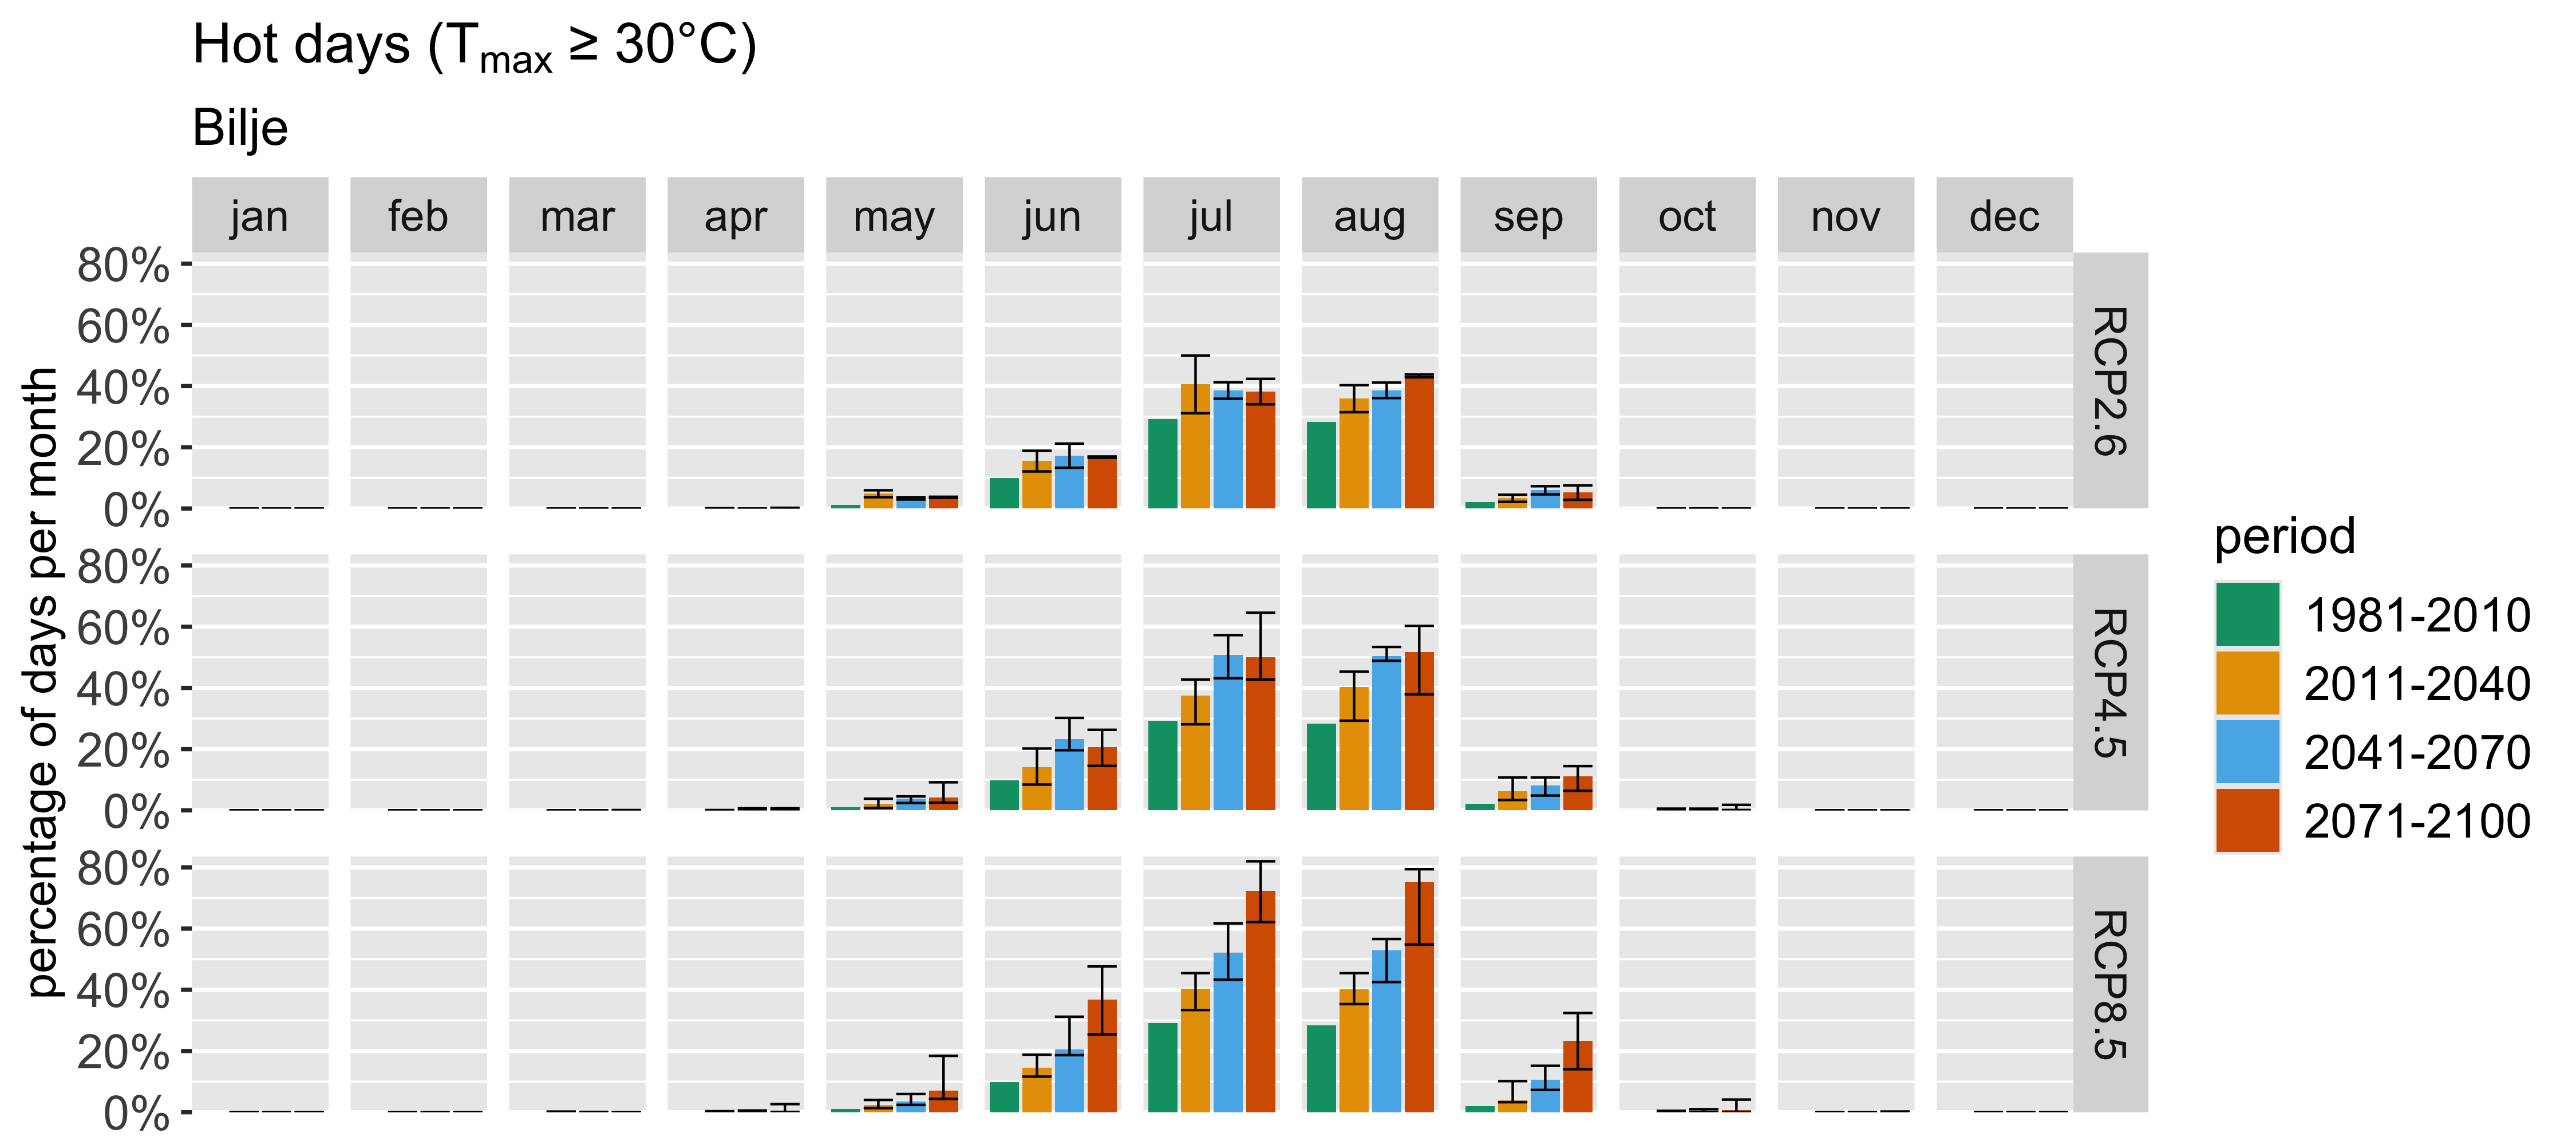 Hot days (Tmax ≥ 30°C)
Bilje
jan feb mar apr may jun jul aug sep oct nov dec
percentage of days per month
80%
60%
40%
20%
0%
RCP2.6
80%
60%
40%
20%
0%
RCP4.5
80%
60%
40%
20%
0%
RCP8.5
period
1981-2010
2011-2040
2041-2070
2071-2100